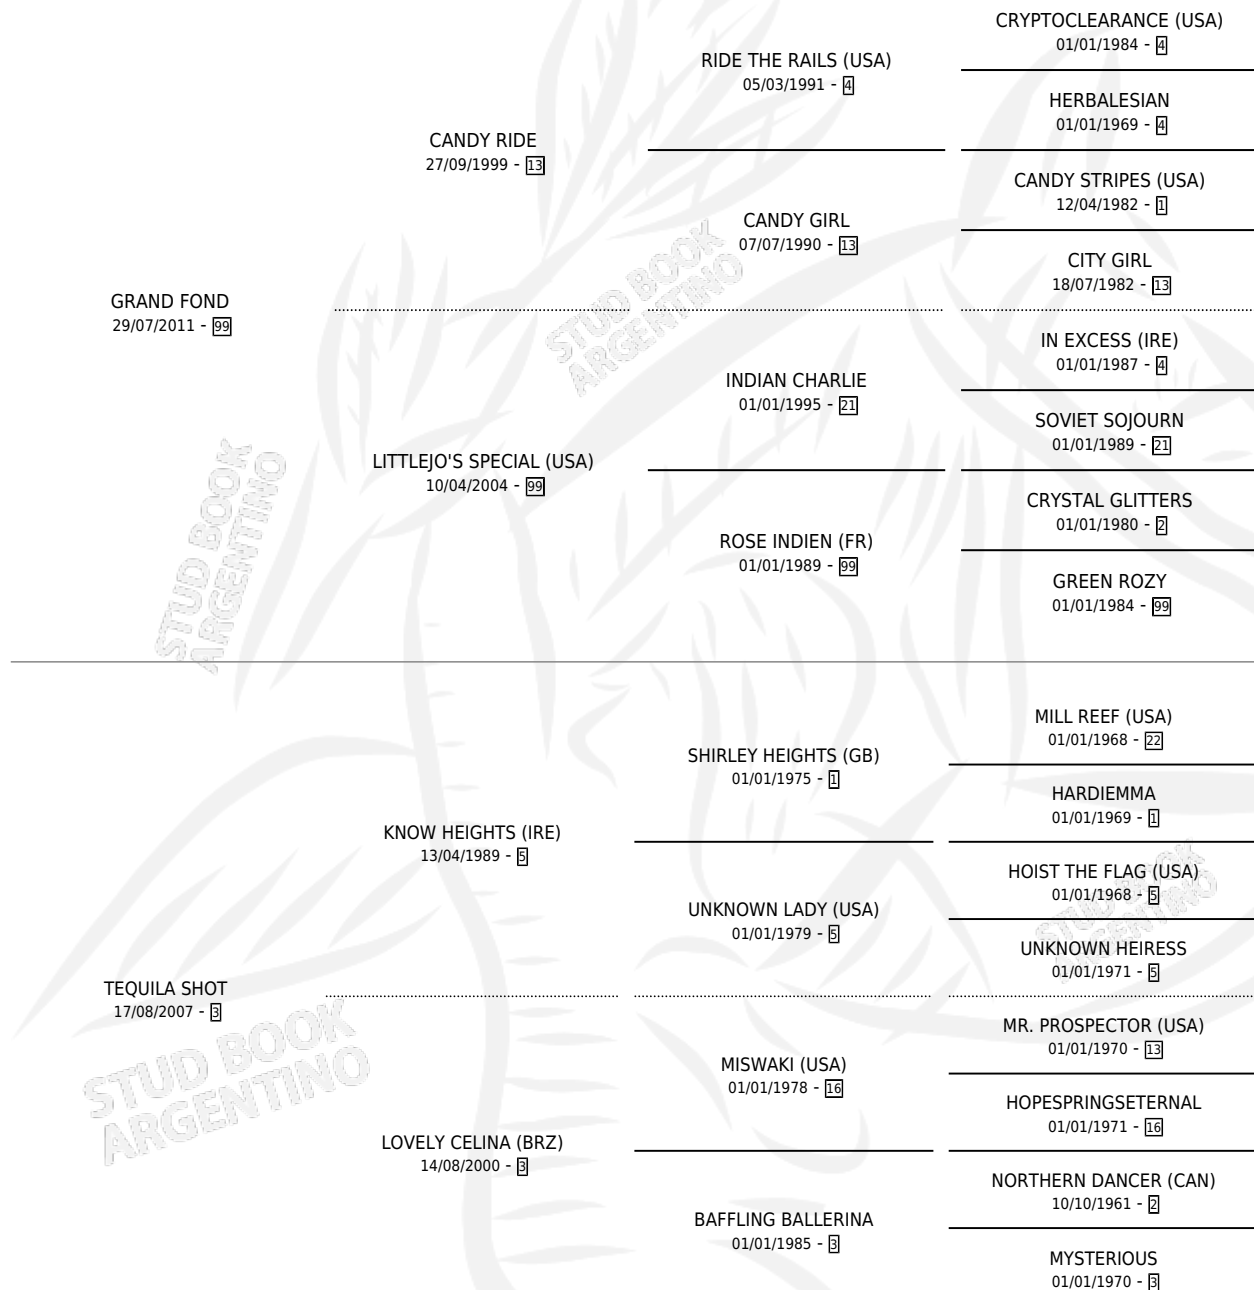 CRYPTOCLEARANCE (USA)
01/01/1984 - 4
RIDE THE RAILS (USA)
05/03/1991 - 4
HERBALESIAN
01/01/1969 - 4
CANDY RIDE
27/09/1999 - 13
CANDY STRIPES (USA)
12/04/1982 - 1
CANDY GIRL
07/07/1990 - 13
CITY GIRL
18/07/1982 - 13
GRAND FOND
29/07/2011 - 99
IN EXCESS (IRE)
01/01/1987 - 4
INDIAN CHARLIE
01/01/1995 - 21
SOVIET SOJOURN
01/01/1989 - 21
LITTLEJO'S SPECIAL (USA)
10/04/2004 - 99
CRYSTAL GLITTERS
01/01/1980 - 2
ROSE INDIEN (FR)
01/01/1989 - 99
GREEN ROZY
01/01/1984 - 99
STUD BOOK
ARGENTINO
STUD BOOK
ARGENTINO
MILL REEF (USA)
01/01/1968 - 22
SHIRLEY HEIGHTS (GB)
01/01/1975 - 1
HARDIEMMA
01/01/1969 - 1
KNOW HEIGHTS (IRE)
13/04/1989 - 5
HOIST THE FLAG (USA)
01/01/1968 - 5
UNKNOWN LADY (USA)
01/01/1979 - 5
UNKNOWN HEIRESS
01/01/1971 - 5
TEQUILA SHOT
17/08/2007 - 3
MR. PROSPECTOR (USA)
01/01/1970 - 13
MISWAKI (USA)
01/01/1978 - 16
HOPESPRINGSETERNAL
01/01/1971 - 16
LOVELY CELINA (BRZ)
14/08/2000 - 3
NORTHERN DANCER (CAN)
10/10/1961 - 2
BAFFLING BALLERINA
01/01/1985 - 3
MYSTERIOUS
01/01/1970 - 3
STUD BOOK
ARGENTINO
STUD BOOK
ARGENTINO